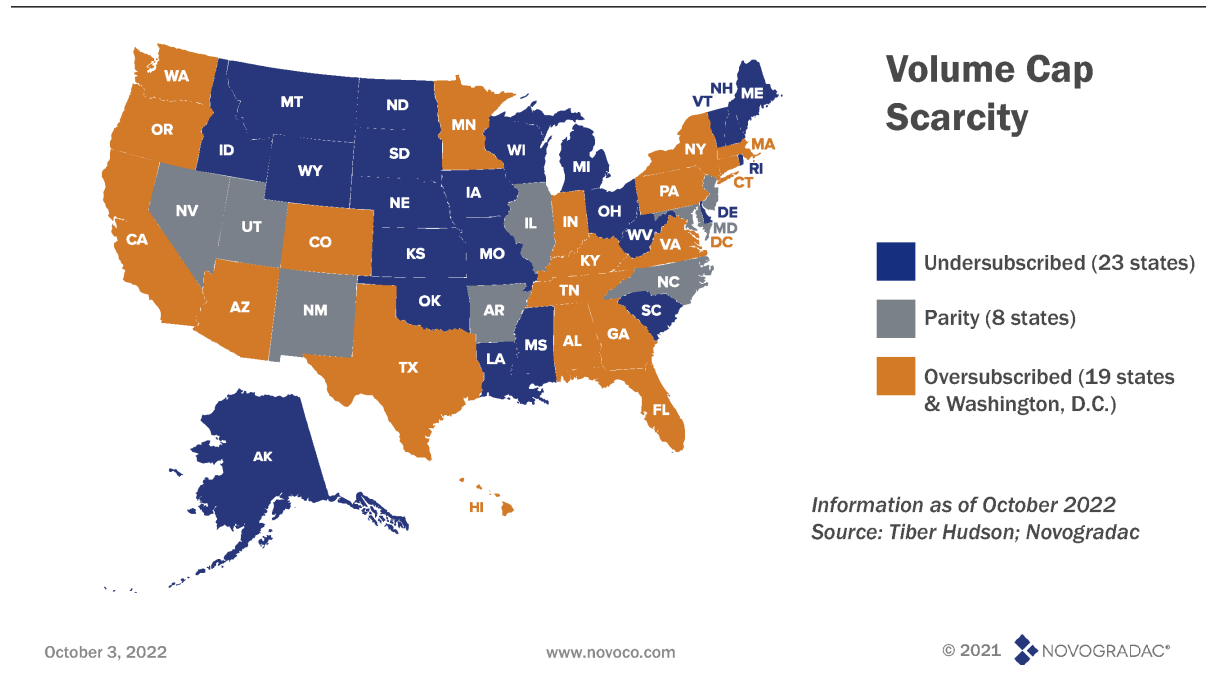 Volume Cap
Scarcity
WA
MT
ND
MN
OR
ID
WY
SD
WI
MI
NH
VT
ME
NY
MA
RI
CT
PA
NV
UT
CO
NE
IA
IL
IN
OH
WV
VA
DE
MD
DC
CA
KS
MO
KY
NC
TN
AZ
NM
OK
AR
SC
TX
LA
MS
AL
GA
FL
AK
HI
Undersubscribed (23 states)
Parity (8 states)
Oversubscribed (19 states
& Washington, D.C.)
Information as of October 2022
Source: Tiber Hudson; Novogradac
October 3, 2022
www.novoco.com
© 2021 NOVOGRADAC®